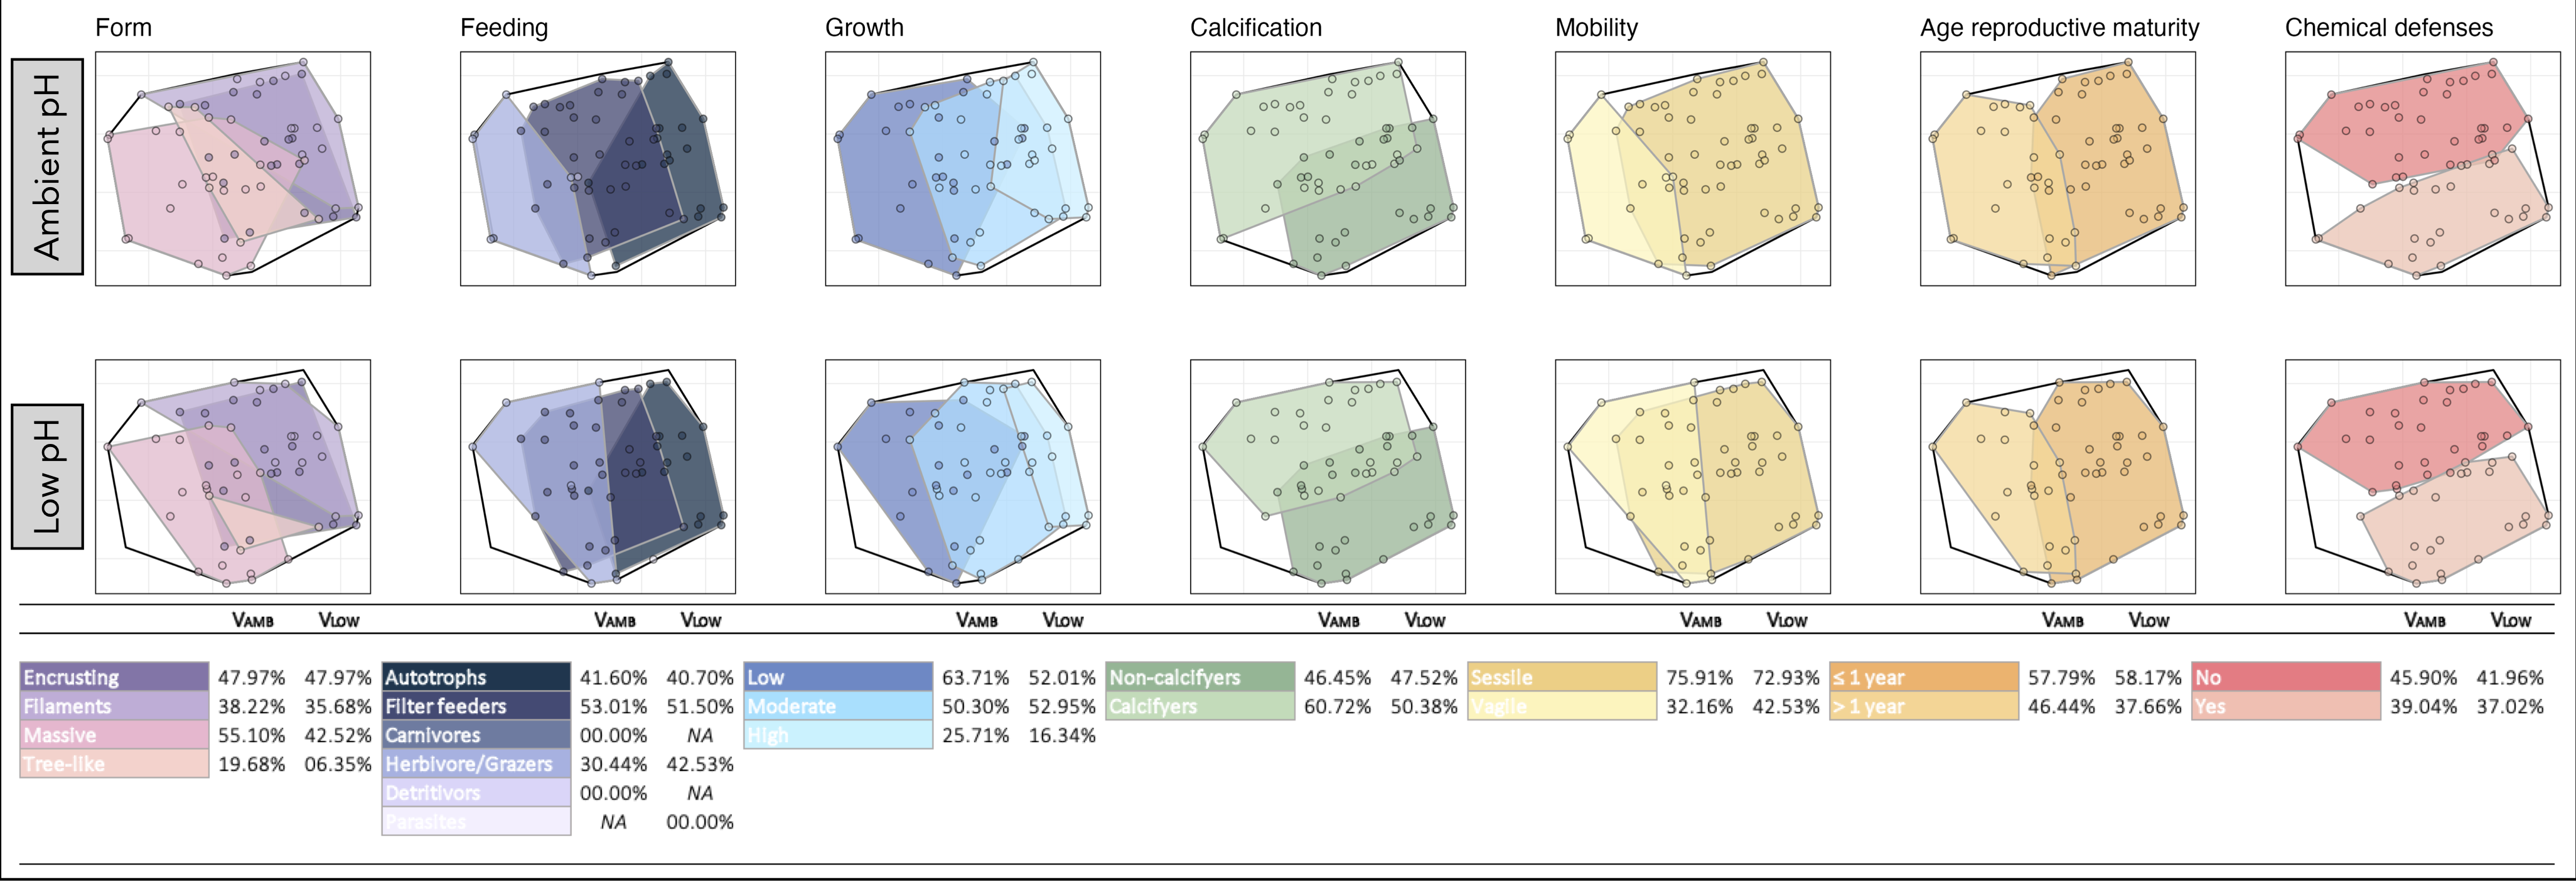 Form Feeding Growth Calcification Mobility Age reproductive maturity Chemical defenses
Ambient pH
Low pH
VAMB VLOW VAMB VLOW VAMB VLOW VAMB VLOW VAMB VLOW VAMB VLOW VAMB VLOW
Encrusting 47.97% 47.97% Autotrophs 41.60% 40.70% Low 63.71% 52.01% Non-calcifyers 46.45% 47.52% Sessile 75.91% 72.93% ≤ 1 year 57.79% 58.17% No 45.90% 41.96%
Filaments 38.22% 35.68% Filter feeders 53.01% 51.50% Moderate 50.30% 52.95% Calcifyers 60.72% 50.38% Vagile 32.16% 42.53% > 1 year 46.44% 37.66% Yes 39.04% 37.02%
Massive 55.10% 42.52% Carnivores 00.00% NA High 25.71% 16.34%
Tree-like 19.68% 06.35% Herbivore/Grazers 30.44% 42.53%
Detritivors 00.00% NA
Parasites NA 00.00%